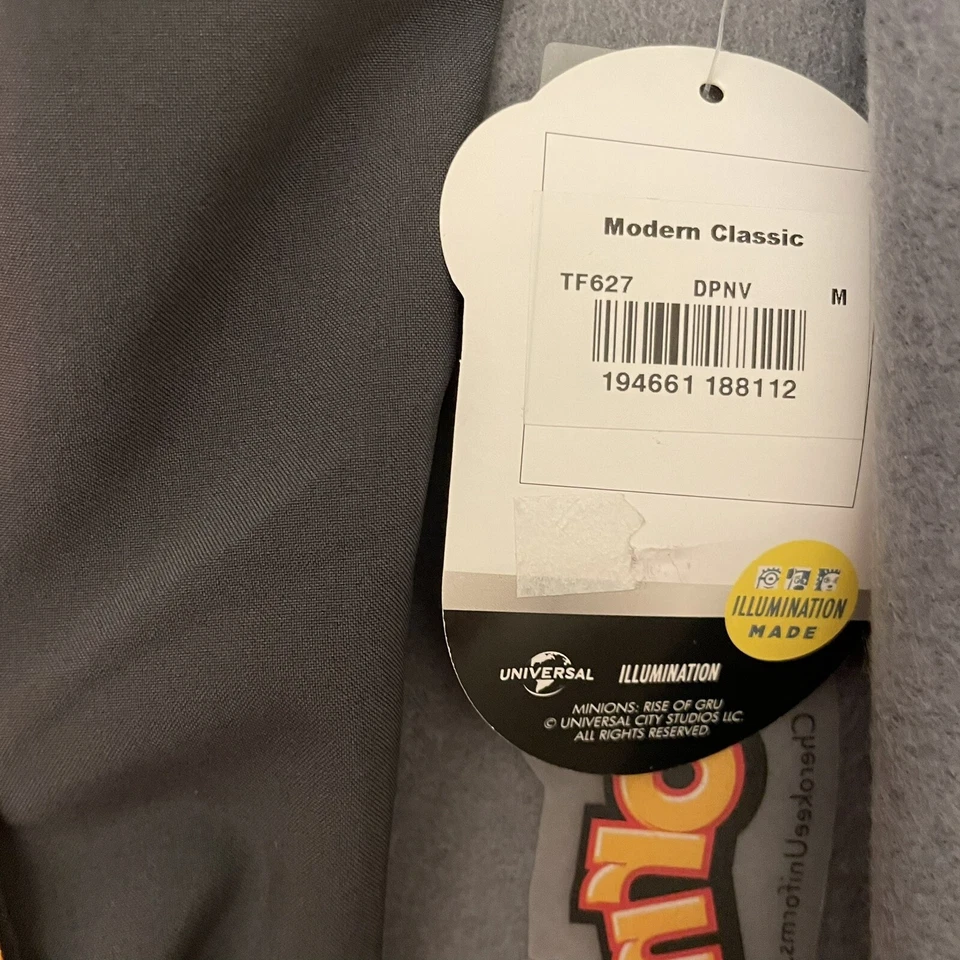 Modern Classic
TF627 DPNV M
194661 188112
ILLUMINATION
MADE
UNIVERSAL ILLUMINATION
MINIONS: RISE OF GRU
© UNIVERSAL CITY STUDIOS LLC.
ALL RIGHTS RESERVED.
CherokeeUniforms